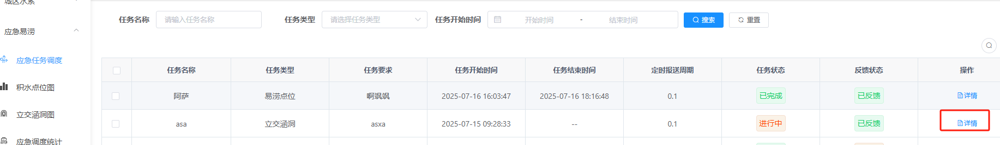 城区水系
应急易涝
应急任务调度
积水点位图
立交涵洞图
应急调度统计
任务名称 请输入任务名称 任务类型 请选择任务类型 任务开始时间 开始时间 - 结束时间 搜索 重置
任务名称 任务类型 任务要求 任务开始时间 任务结束时间 定时报送周期 任务状态 反馈状态 操作
阿萨 易涝点位 啊飒飒 2025-07-16 16:03:47 2025-07-16 18:16:48 0.1 已完成 已反馈 详情
asa 立交涵洞 asxa 2025-07-15 09:28:33 -- 0.1 进行中 已反馈 详情